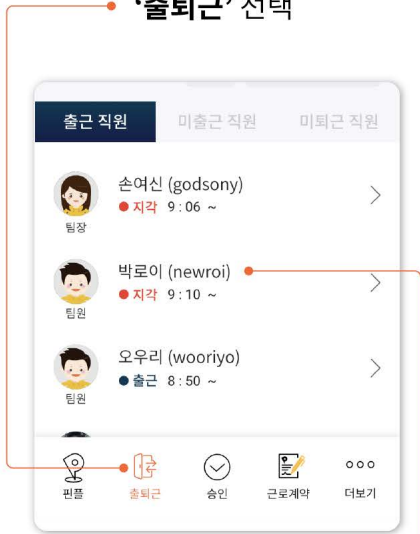 ‘출퇴근’ 선택
출근 직원 미출근 직원 미퇴근 직원
손여신 (godsony)
지각 9 : 06 ~
팀장
박로이 (newroi)
지각 9 : 10 ~
팀원
오우리 (wooriyo)
출근 8 : 50 ~
팀원
핀플 출퇴근 승인 근로계약 더보기